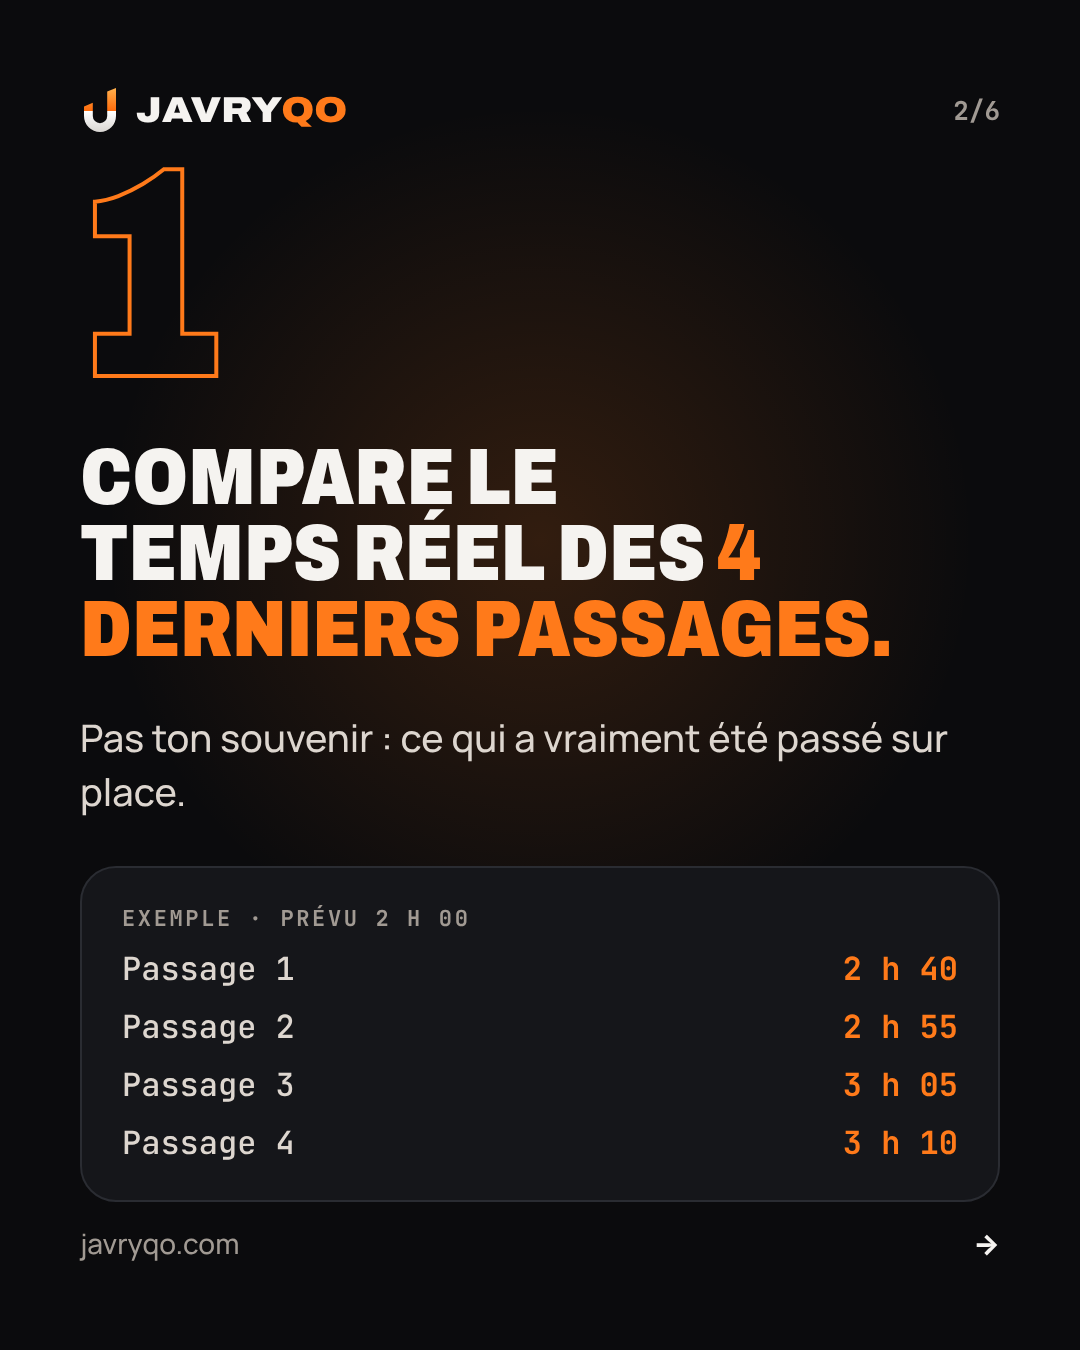 JAVRYQO
2/6
1
COMPARE LE
TEMPS RÉEL DES 4
DERNIERS PASSAGES.
Pas ton souvenir : ce qui a vraiment été passé sur
place.
EXEMPLE · PRÉVU 2 H 00
Passage 1 2 h 40
Passage 2 2 h 55
Passage 3 3 h 05
Passage 4 3 h 10
javryqo.com →